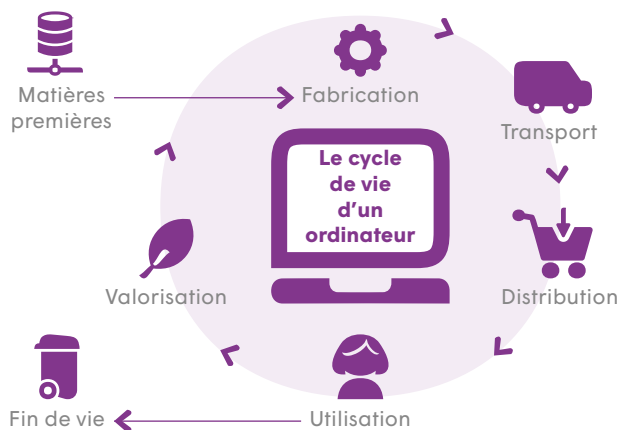 Matières
premières
Fabrication
Transport
Le cycle
de vie
d'un
ordinateur
Valorisation
Distribution
Fin de vie
Utilisation